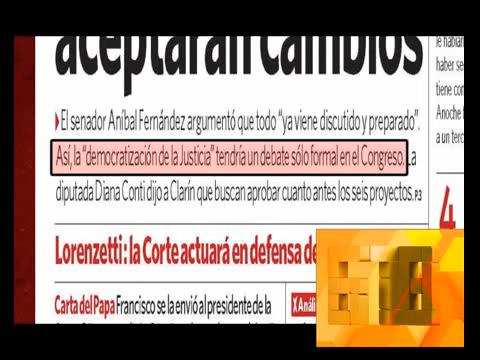 aceptarán cambios
El senador Aníbal Fernández argumentó que todo "ya viene discutido y preparado".
Así, la "democratización de la Justicia" tendría un debate sólo formal en el Congreso. La
diputada Diana Conti dijo a Clarín que buscan aprobar cuanto antes los seis proyectos. P.3
Lorenzetti: la Corte actuará en defensa de
Carta del Papa Francisco se la envió al presidente de la
X Anális
le hablan
haber se
tiene con
Anoche f
a un terc
4